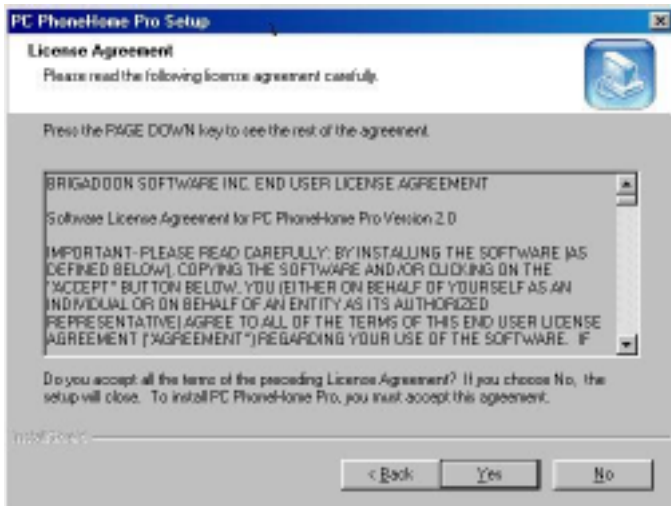 PC PhoneHome Pro Setup
License Agreement
Please read the following license agreement carefully.
Press the PAGE DOWN key to see the rest of the agreement.
BRIGADOON SOFTWARE INC. END USER LICENSE AGREEMENT
Software License Agreement for PC PhoneHome Pro Version 2.0
IMPORTANT-PLEASE READ CAREFULLY: BY INSTALLING THE SOFTWARE (AS
DEFINED BELOW), COPYING THE SOFTWARE AND/OR CLICKING ON THE
"ACCEPT" BUTTON BELOW, YOU (EITHER ON BEHALF OF YOURSELF AS AN
INDIVIDUAL OR ON BEHALF OF AN ENTITY AS ITS AUTHORIZED
REPRESENTATIVE) AGREE TO ALL OF THE TERMS OF THIS END USER LICENSE
AGREEMENT ("AGREEMENT") REGARDING YOUR USE OF THE SOFTWARE. IF
Do you accept all the terms of the preceding License Agreement? If you choose No, the
setup will close. To install PC PhoneHome Pro, you must accept this agreement.
InstallShield
< Back Yes No